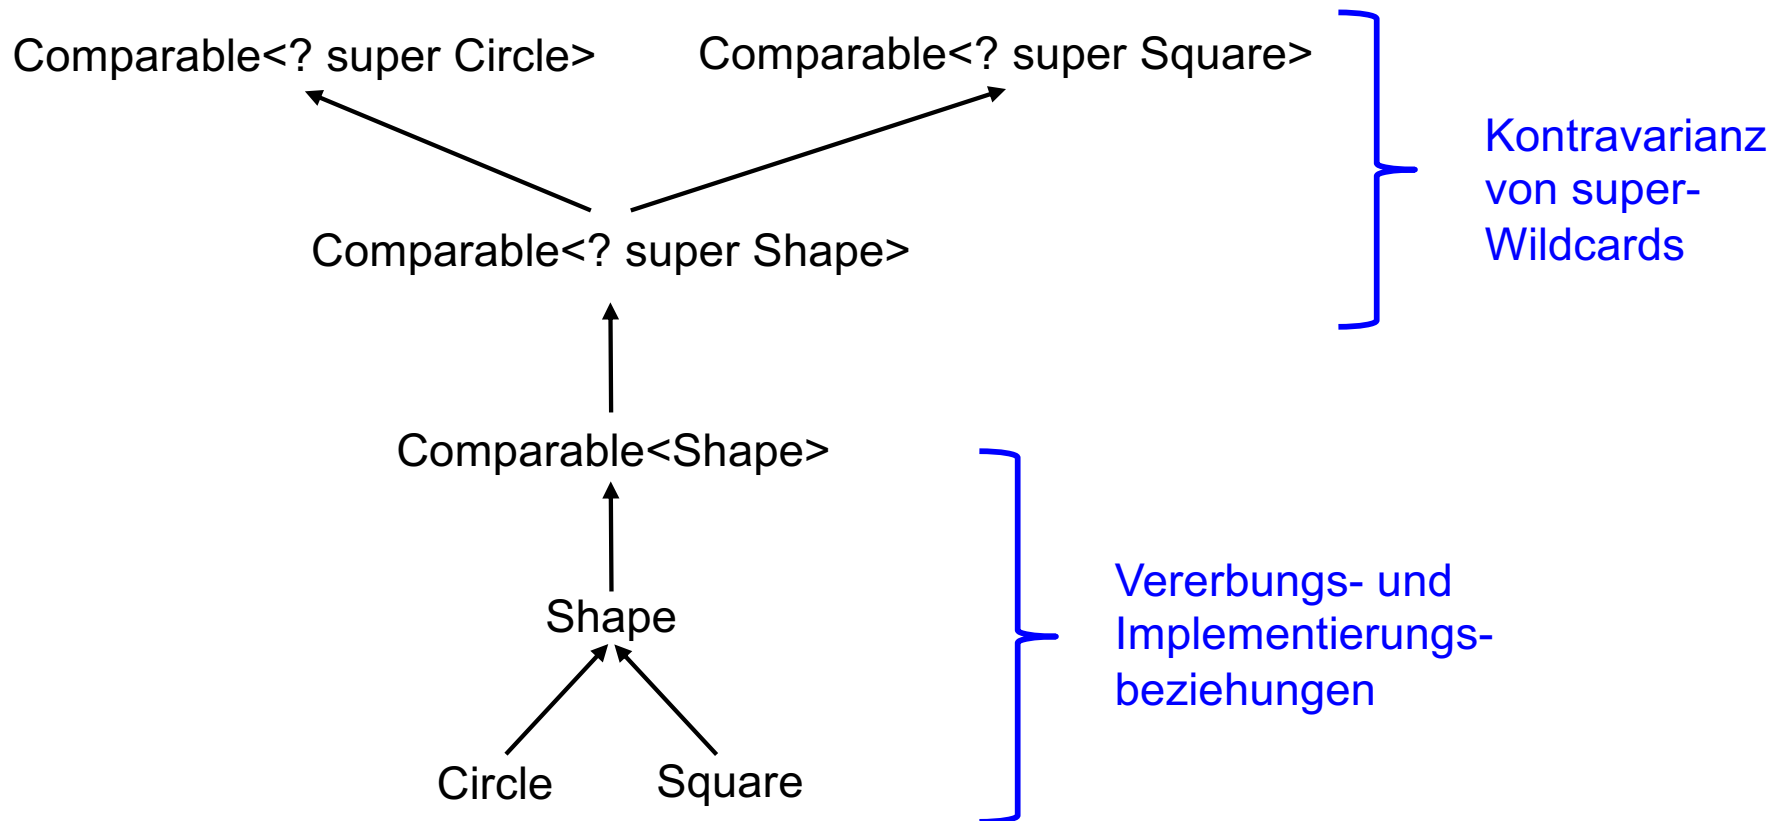 Comparable<? super Circle>
Comparable<? super Square>
Kontravarianz
von super-
Wildcards
Comparable<? super Shape>
Comparable<Shape>
Shape
Circle
Square
Vererbungs- und
Implementierungs-
beziehungen